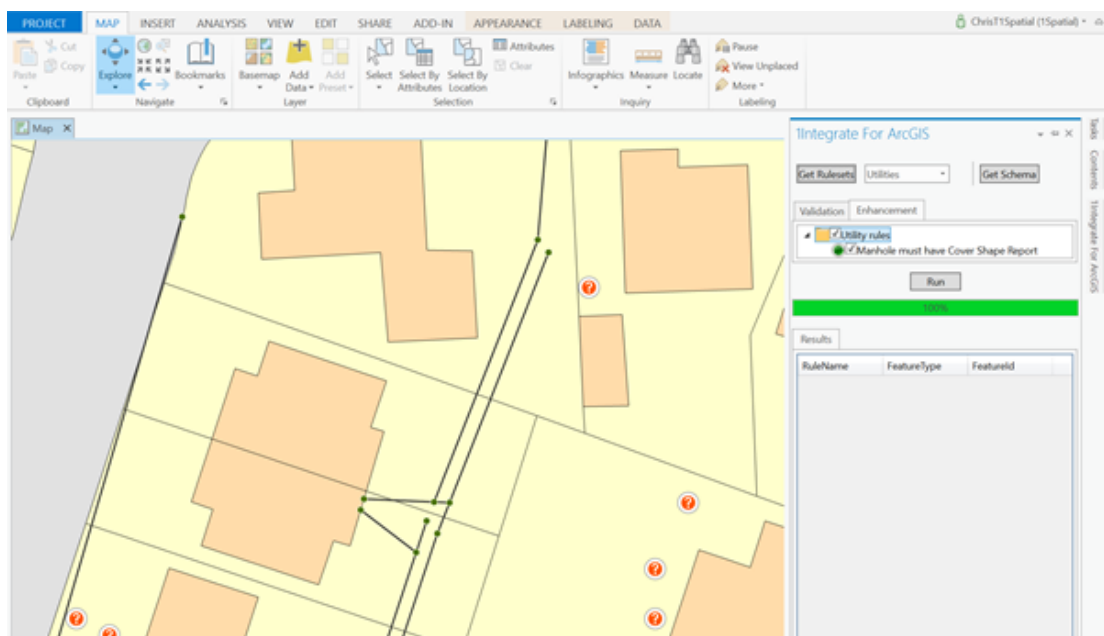 PROJECT MAP INSERT ANALYSIS VIEW EDIT SHARE ADD-IN APPEARANCE LABELING DATA ChrisT1Spatial (1Spatial)
Paste Cut Copy
Explore Bookmarks
Basemap Add Data Add Preset
Select Select By Attributes Select By Location Attributes Clear
Infographics Measure Locate
Pause
View Unplaced
More
Clipboard Navigate Layer Selection Inquiry Labeling
Map
1Integrate For ArcGIS
Get Rulesets Utilities Get Schema
Validation Enhancement
Utility rules
Manhole must have Cover Shape Report
Run
100%
Results
RuleName FeatureType FeatureId
Tasks
Contents
1Integrate For ArcGIS
?
?
?
?
?
?